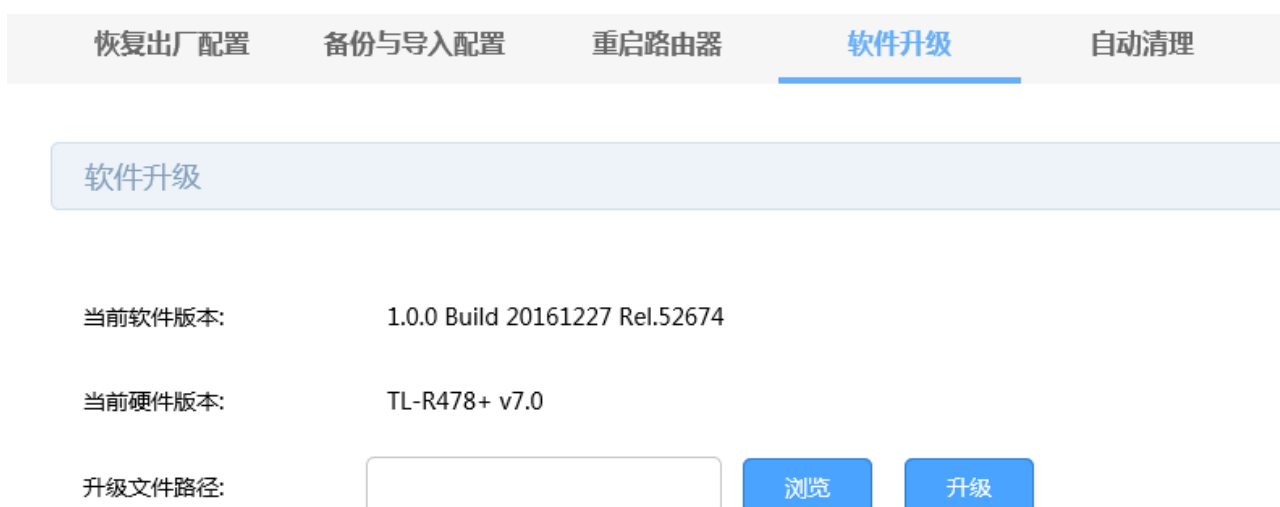 恢复出厂配置 备份与导入配置 重启路由器 软件升级 自动清理
软件升级
当前软件版本: 1.0.0 Build 20161227 Rel.52674
当前硬件版本: TL-R478+ v7.0
升级文件路径: 浏览 升级